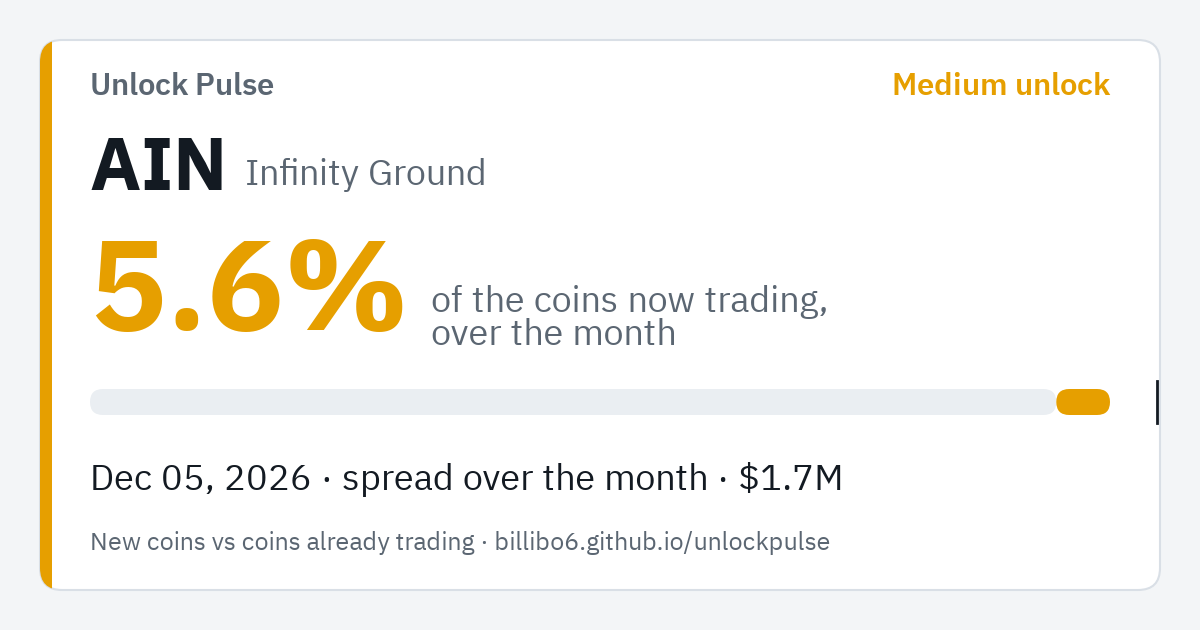 Unlock Pulse
Medium unlock
AIN Infinity Ground
5.6% of the coins now trading,
over the month
Dec 05, 2026 · spread over the month · $1.7M
New coins vs coins already trading · billibo6.github.io/unlockpulse